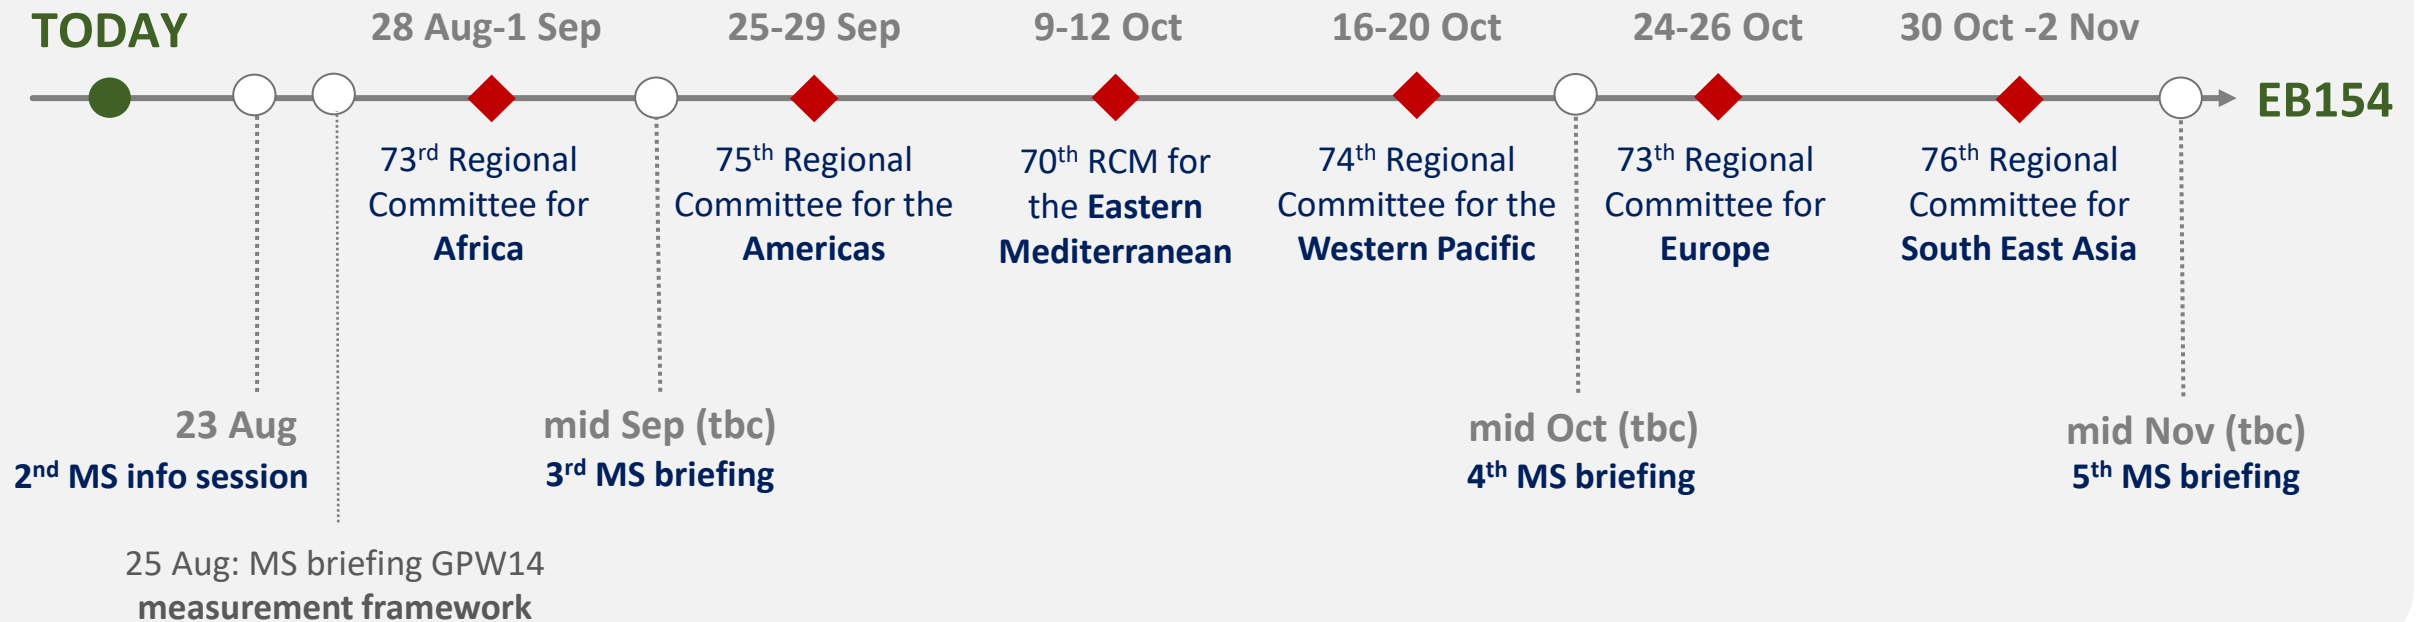 TODAY
28 Aug-1 Sep
25-29 Sep
9-12 Oct
16-20 Oct
24-26 Oct
30 Oct -2 Nov
EB154
73rd Regional
Committee for
Africa
75th Regional
Committee for the
Americas
70th RCM for
the Eastern
Mediterranean
74th Regional
Committee for the
Western Pacific
73th Regional
Committee for
Europe
76th Regional
Committee for
South East Asia
23 Aug
2nd MS info session
mid Sep (tbc)
3rd MS briefing
mid Oct (tbc)
4th MS briefing
mid Nov (tbc)
5th MS briefing
25 Aug: MS briefing GPW14
measurement framework